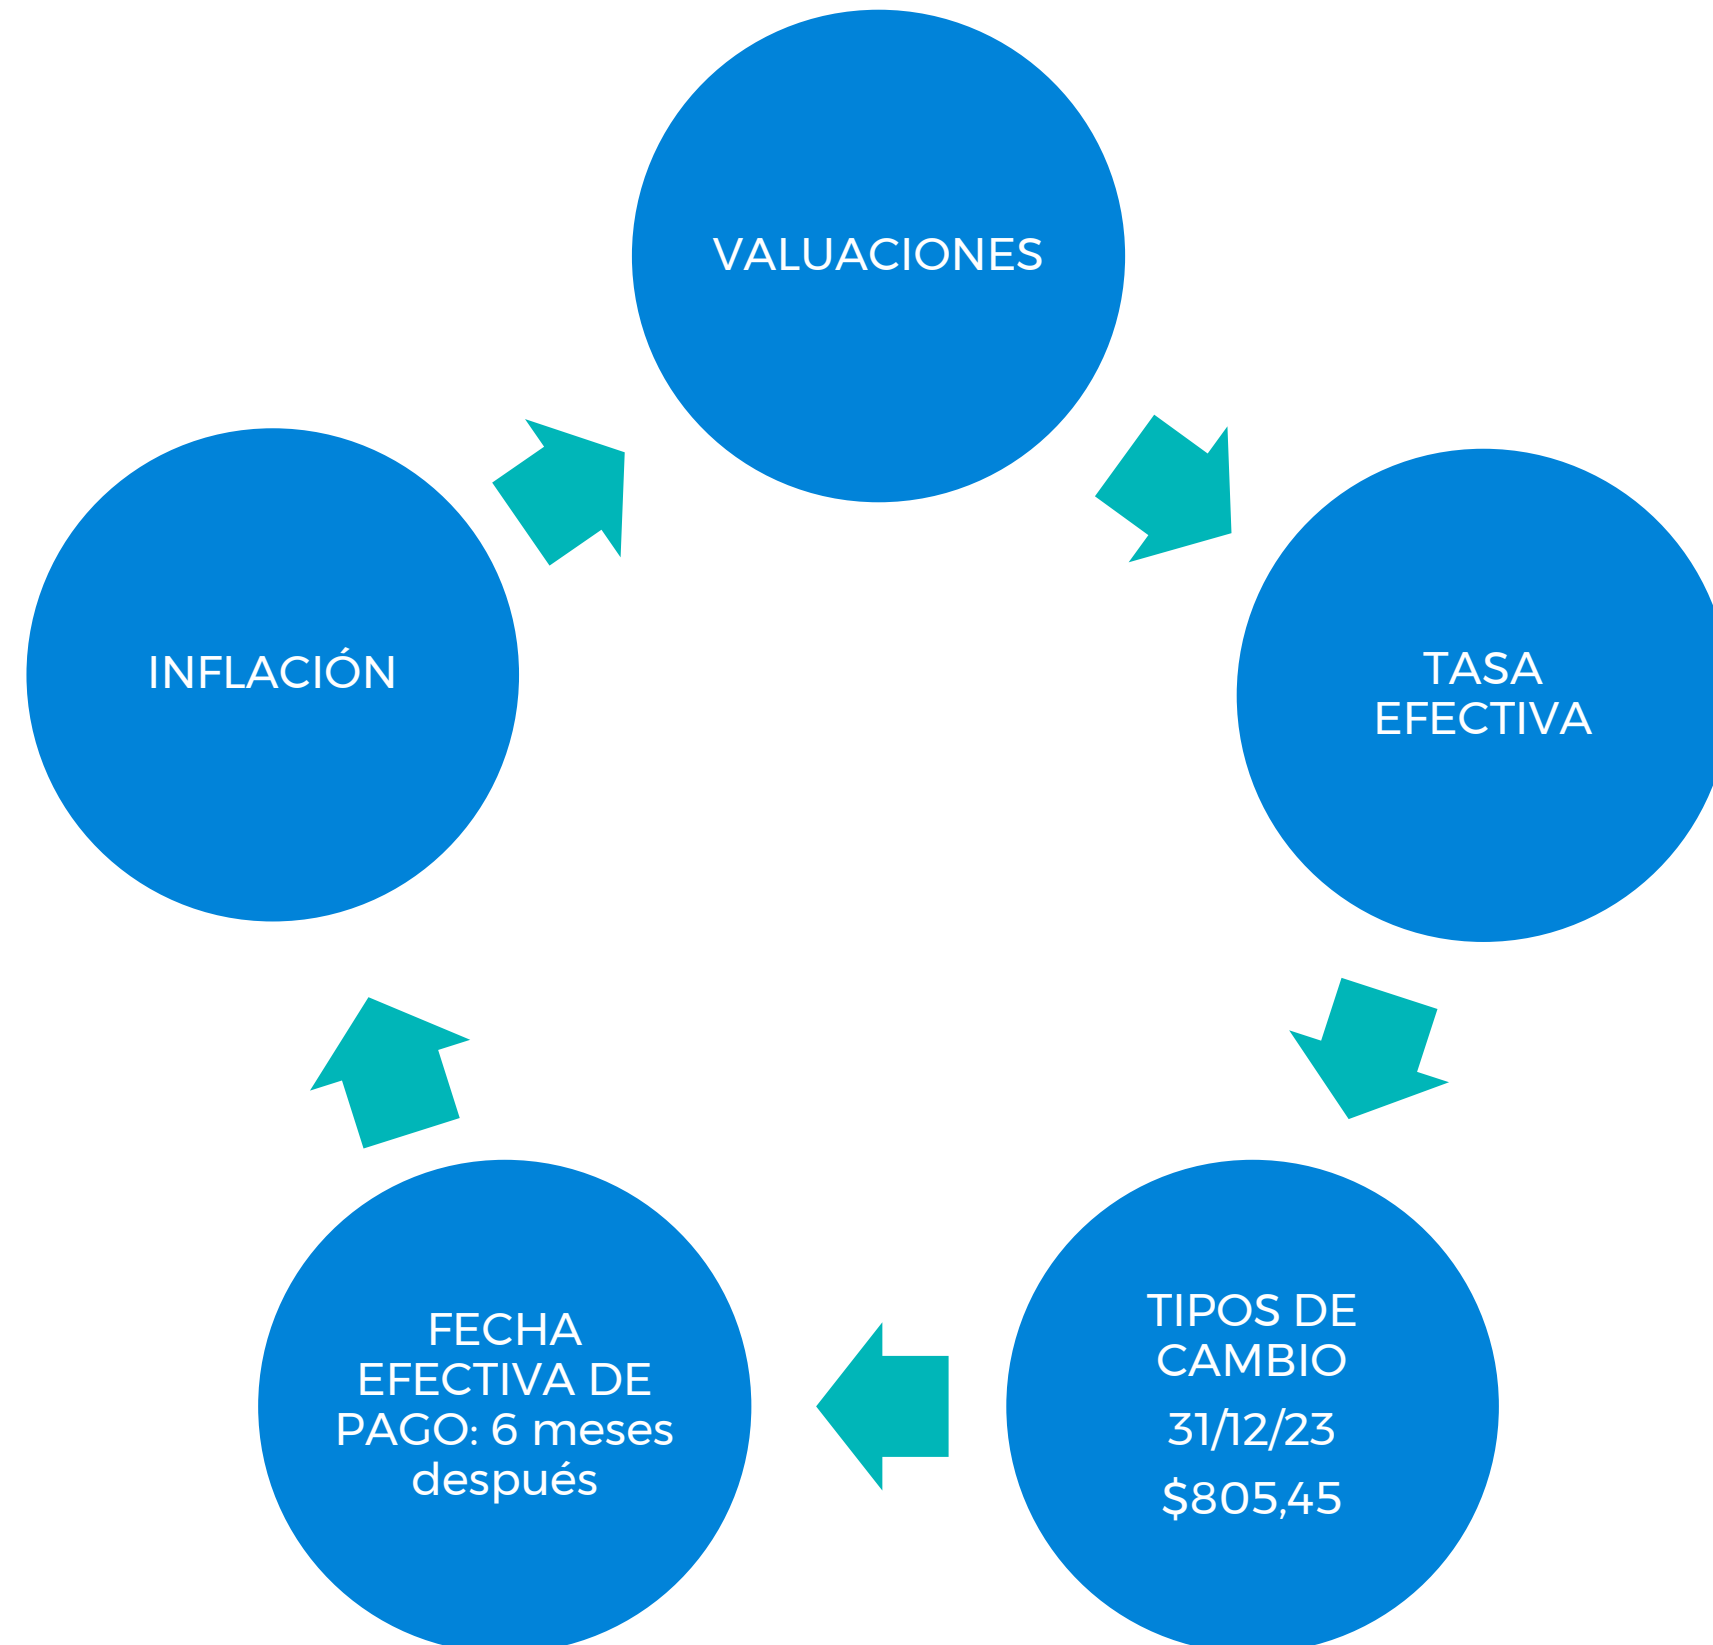 VALUACIONES
TASA
EFECTIVA
TIPOS DE
CAMBIO
31/12/23
$805,45
FECHA
EFECTIVA DE
PAGO: 6 meses
después
INFLACIÓN